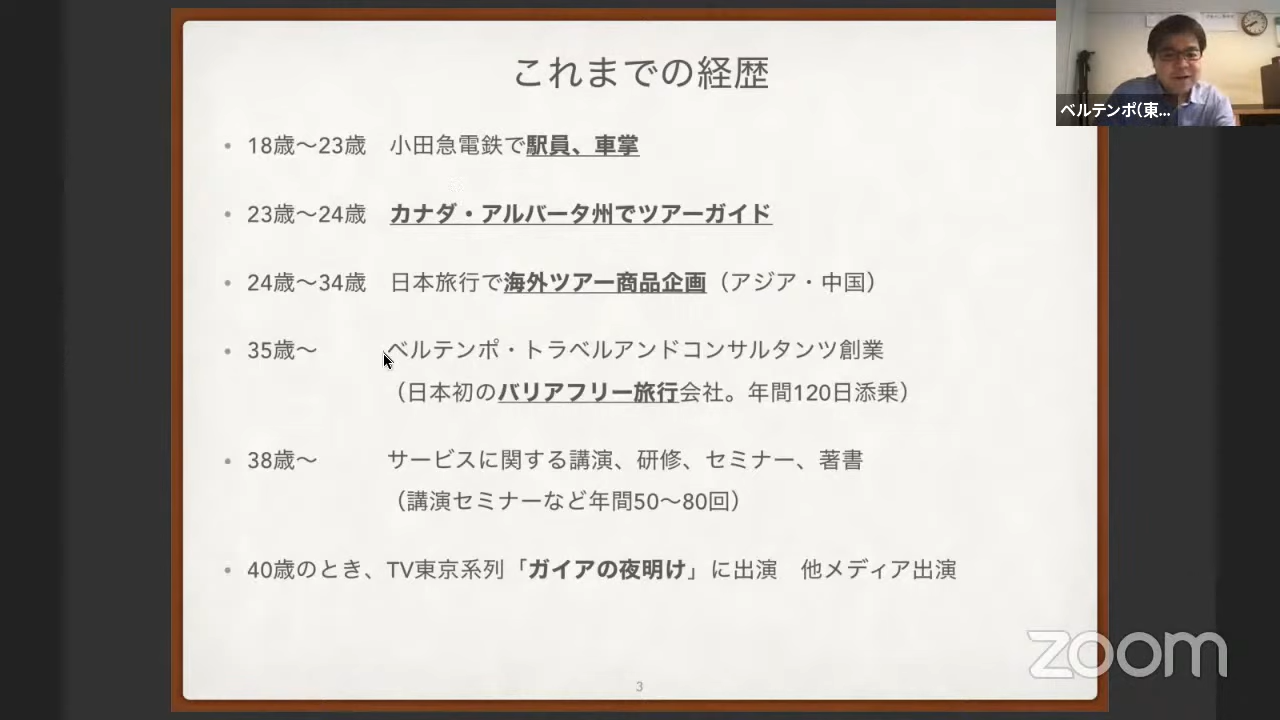 これまでの経歴
ベルテンポ(東...
• 18歳〜23歳 小田急電鉄で駅員、車掌
• 23歳〜24歳 カナダ・アルバータ州でツアーガイド
• 24歳〜34歳 日本旅行で海外ツアー商品企画（アジア・中国）
• 35歳〜 ベルテンポ・トラベルアンドコンサルタンツ創業
（日本初のバリアフリー旅行会社。年間120日添乗）
• 38歳〜 サービスに関する講演、研修、セミナー、著書
（講演セミナーなど年間50〜80回）
• 40歳のとき、TV東京系列「ガイアの夜明け」に出演 他メディア出演
zoom
3